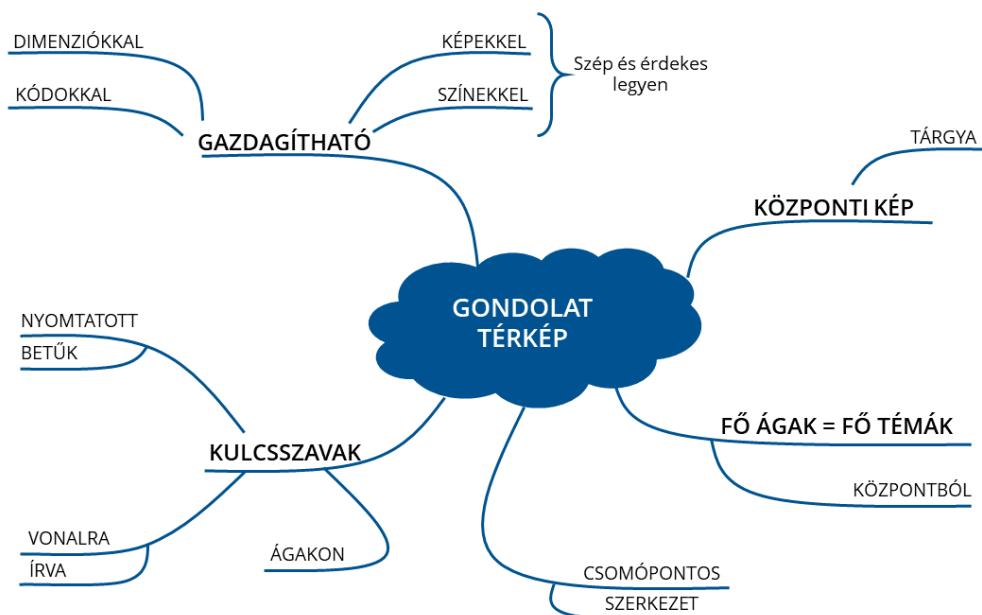 DIMENZIÓKKAL
KÓDOKKAL
KÉPEKKEL
SZÍNEKKEL
Szép és érdekes
legyen
GAZDAGÍTHATÓ
TÁRGYA
KÖZPONTI KÉP
GONDOLAT
TÉRKÉP
NYOMTATOTT
BETŰK
KULCSSZAVAK
VONALRA
ÍRVA
ÁGAKON
FŐ ÁGAK = FŐ TÉMÁK
KÖZPONTBÓL
CSOMÓPONTOS
SZERKEZET